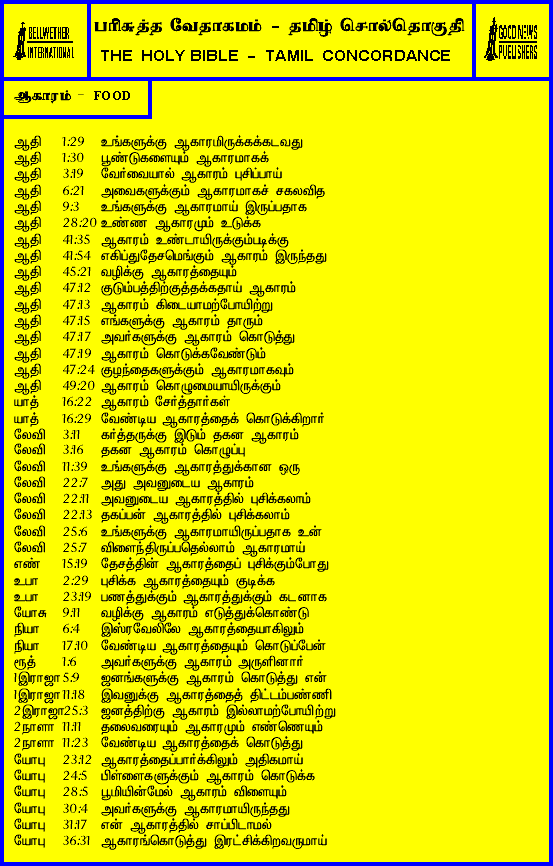 BELLWETHER
INTERNATIONAL
பரிசுத்த வேதாகமம் - தமிழ் சொல்தொகுதி
THE HOLY BIBLE - TAMIL CONCORDANCE
GOOD NEWS
PUBLISHERS
ஆகாரம் - FOOD
ஆதி 1:29 உங்களுக்கு ஆகாரமிருக்கக்கடவது
ஆதி 1:30 பூண்டுகளையும் ஆகாரமாகக்
ஆதி 3:19 வேர்வையால் ஆகாரம் புசிப்பாய்
ஆதி 6:21 அவைகளுக்கும் ஆகாரமாகச் சகலவித
ஆதி 9:3 உங்களுக்கு ஆகாரமாய் இருப்பதாக
ஆதி 28:20 உண்ண ஆகாரமும் உடுக்க
ஆதி 41:35 ஆகாரம் உண்டாயிருக்கும்படிக்கு
ஆதி 41:54 எகிப்துதேசமெங்கும் ஆகாரம் இருந்தது
ஆதி 45:21 வழிக்கு ஆகாரத்தையும்
ஆதி 47:12 குடும்பத்திற்குத்தக்கதாய் ஆகாரம்
ஆதி 47:13 ஆகாரம் கிடையாமற்போயிற்று
ஆதி 47:15 எங்களுக்கு ஆகாரம் தாரும்
ஆதி 47:17 அவர்களுக்கு ஆகாரம் கொடுத்து
ஆதி 47:19 ஆகாரம் கொடுக்கவேண்டும்
ஆதி 47:24 குழந்தைகளுக்கும் ஆகாரமாகவும்
ஆதி 49:20 ஆகாரம் கொழுமையாயிருக்கும்
யாத் 16:22 ஆகாரம் சேர்த்தார்கள்
யாத் 16:29 வேண்டிய ஆகாரத்தைக் கொடுக்கிறார்
லேவி 3:11 கர்த்தருக்கு இடும் தகன ஆகாரம்
லேவி 3:16 தகன ஆகாரம் கொழுப்பு
லேவி 11:39 உங்களுக்கு ஆகாரத்துக்கான ஒரு
லேவி 22:7 அது அவனுடைய ஆகாரம்
லேவி 22:11 அவனுடைய ஆகாரத்தில் புசிக்கலாம்
லேவி 22:13 தகப்பன் ஆகாரத்தில் புசிக்கலாம்
லேவி 25:6 உங்களுக்கு ஆகாரமாயிருப்பதாக உன்
லேவி 25:7 விளைந்திருப்பதெல்லாம் ஆகாரமாய்
எண் 15:19 தேசத்தின் ஆகாரத்தைப் புசிக்கும்போது
உபா 2:29 புசிக்க ஆகாரத்தையும் குடிக்க
உபா 23:19 பணத்துக்கும் ஆகாரத்துக்கும் கடனாக
யோசு 9:11 வழிக்கு ஆகாரம் எடுத்துக்கொண்டு
நியா 6:4 இஸ்ரவேலிலே ஆகாரத்தையாகிலும்
நியா 17:10 வேண்டிய ஆகாரத்தையும் கொடுப்பேன்
ரூத் 1:6 அவர்களுக்கு ஆகாரம் அருளினார்
1இராஜா 5:9 ஜனங்களுக்கு ஆகாரம் கொடுத்து என்
1இராஜா 11:18 இவனுக்கு ஆகாரத்தைத் திட்டம்பண்ணி
2இராஜா 25:3 ஜனத்திற்கு ஆகாரம் இல்லாமற்போயிற்று
2நாளா 11:11 தலைவரையும் ஆகாரமும் எண்ணெயும்
2நாளா 11:23 வேண்டிய ஆகாரத்தைக் கொடுத்து
யோபு 23:12 ஆகாரத்தைப்பார்க்கிலும் அதிகமாய்
யோபு 24:5 பிள்ளைகளுக்கும் ஆகாரம் கொடுக்க
யோபு 28:5 பூமியின்மேல் ஆகாரம் விளையும்
யோபு 30:4 அவர்களுக்கு ஆகாரமாயிருந்தது
யோபு 31:17 என் ஆகாரத்தில் சாப்பிடாமல்
யோபு 36:31 ஆகாரங்கொடுத்து இரட்சிக்கிறவருமாய்